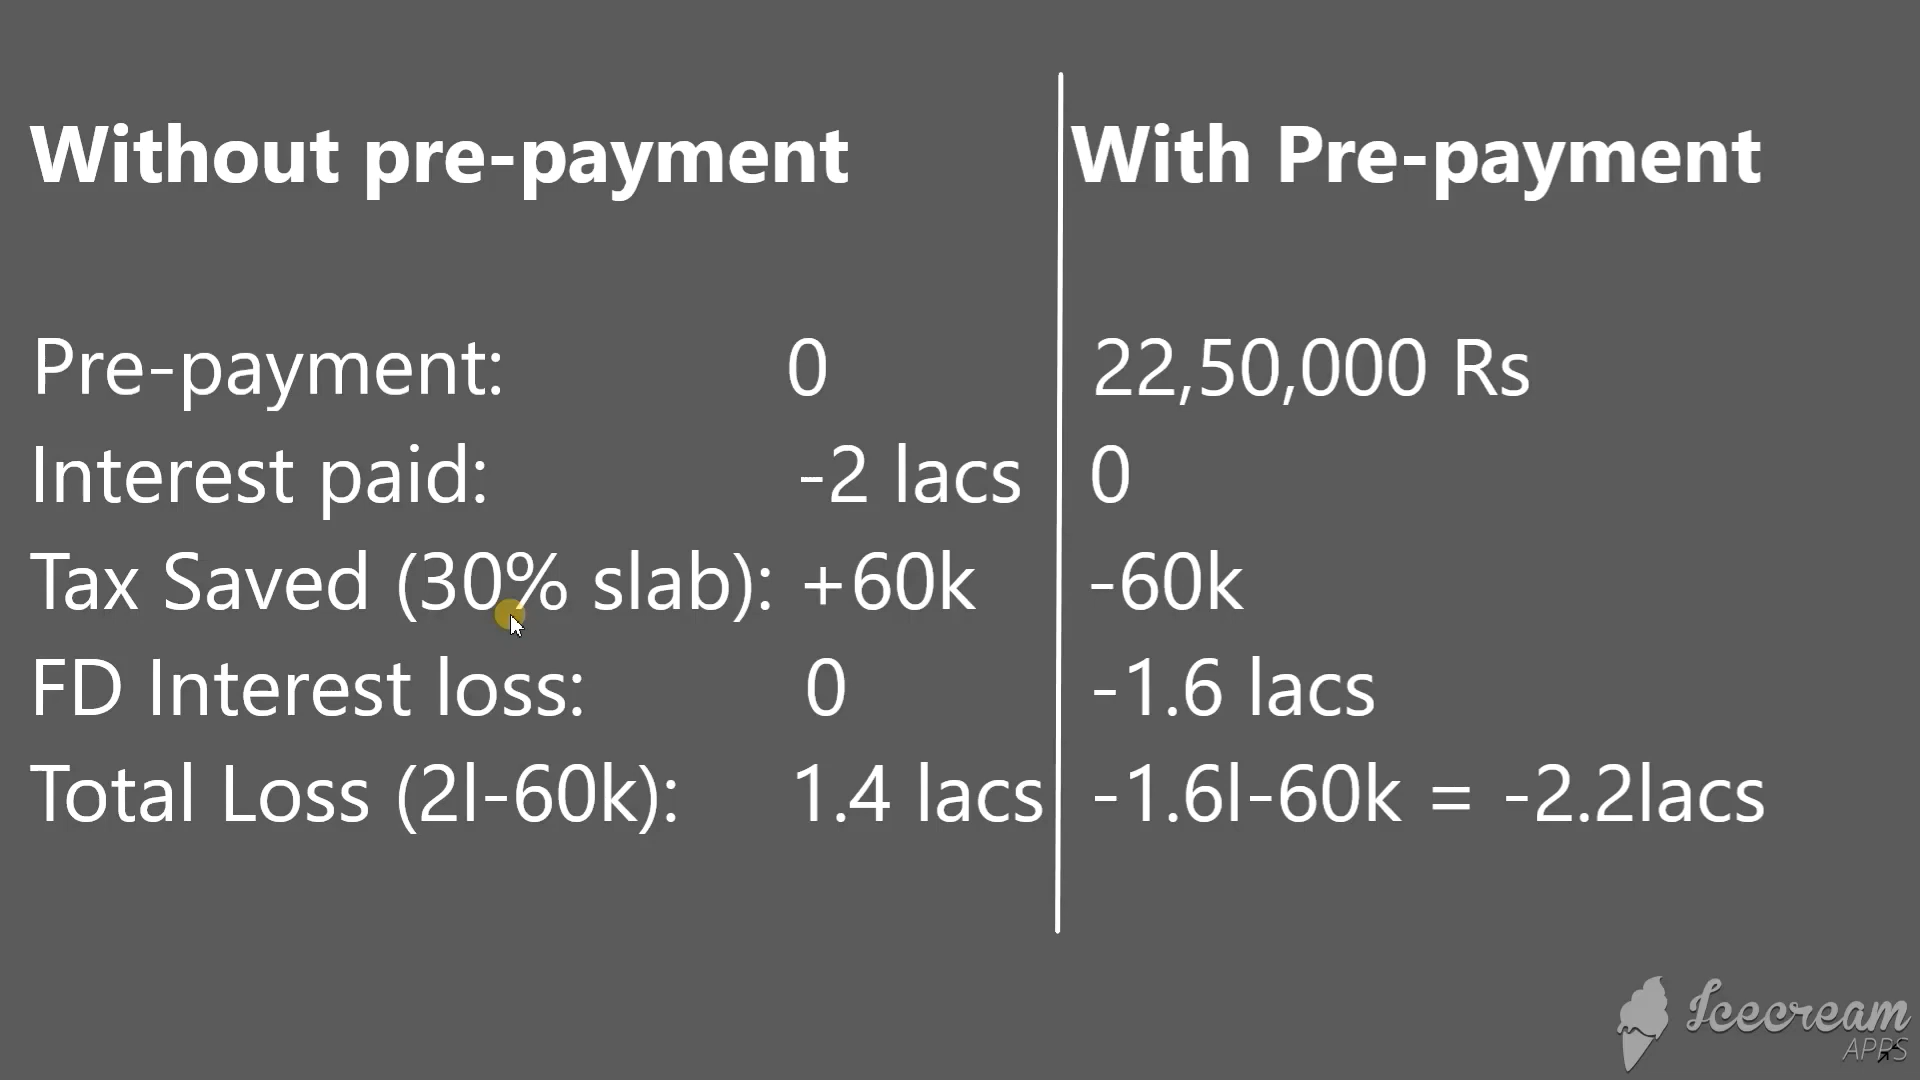 Without pre-payment
With Pre-payment
Pre-payment: 0 22,50,000 Rs
Interest paid: -2 lacs 0
Tax Saved (30% slab): +60k -60k
FD Interest loss: 0 -1.6 lacs
Total Loss (2l-60k): 1.4 lacs -1.6l-60k = -2.2lacs
Icecream
APPS